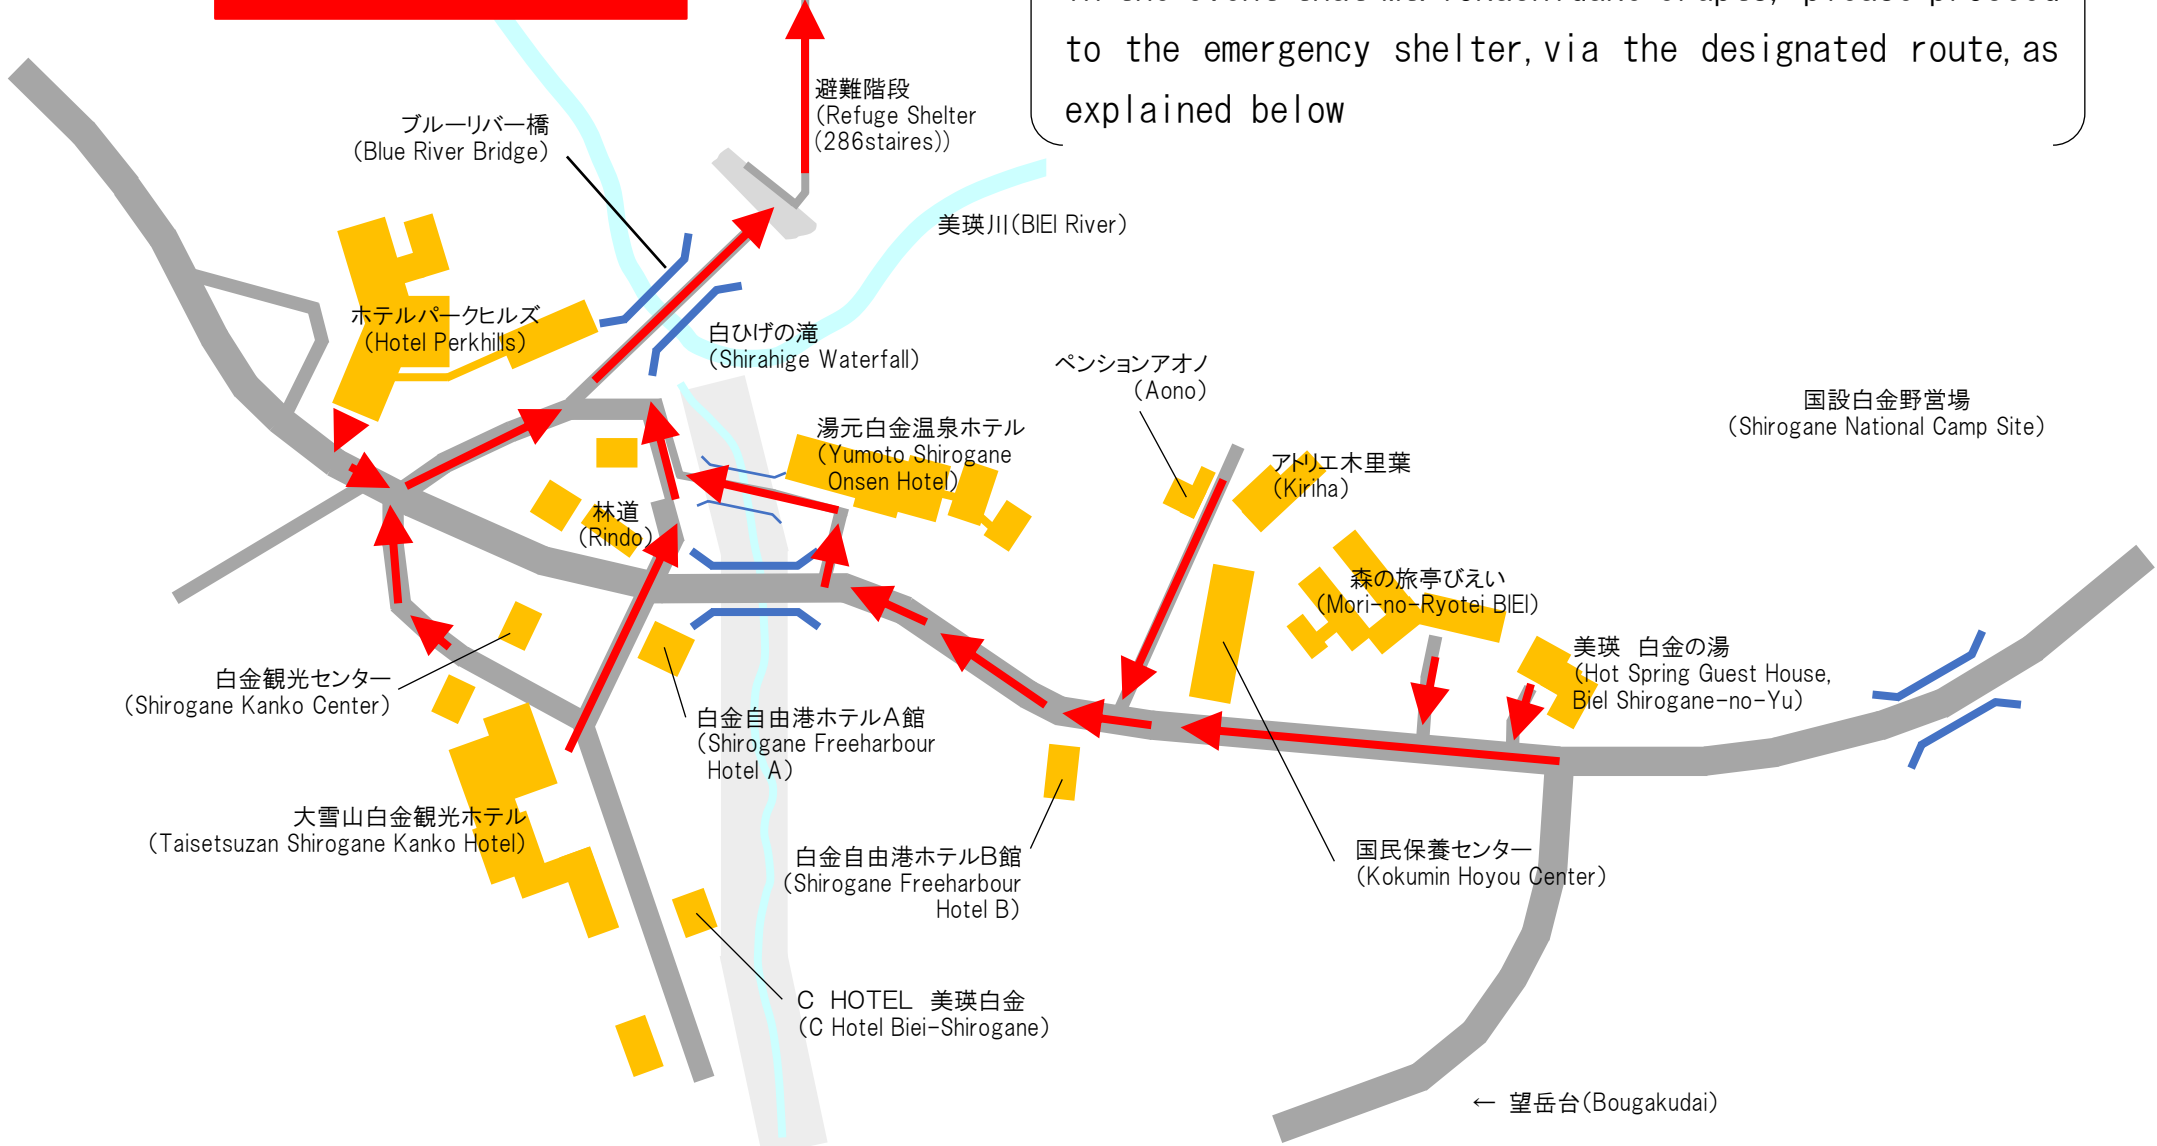 to the emergency shelter, via the designated route, as
explained below
避難階段
(Refuge Shelter
(286staires))
ブルーリバー橋
(Blue River Bridge)
美瑛川(BIEI River)
ホテルパークヒルズ
(Hotel Perkhills)
白ひげの滝
(Shirahige Waterfall)
ペンションアオノ
(Aono)
国設白金野営場
(Shirogane National Camp Site)
湯元白金温泉ホテル
(Yumoto Shirogane
Onsen Hotel)
アトリエ木里葉
(Kiriha)
林道
(Rindo)
森の旅亭びえい
(Mori-no-Ryotei BIEI)
美瑛 白金の湯
(Hot Spring Guest House,
Biel Shirogane-no-Yu)
白金観光センター
(Shirogane Kanko Center)
白金自由港ホテルA館
(Shirogane Freeharbour
Hotel A)
大雪山白金観光ホテル
(Taisetsuzan Shirogane Kanko Hotel)
白金自由港ホテルB館
(Shirogane Freeharbour
Hotel B)
国民保養センター
(Kokumin Hoyou Center)
C HOTEL 美瑛白金
(C Hotel Biei-Shirogane)
← 望岳台(Bougakudai)